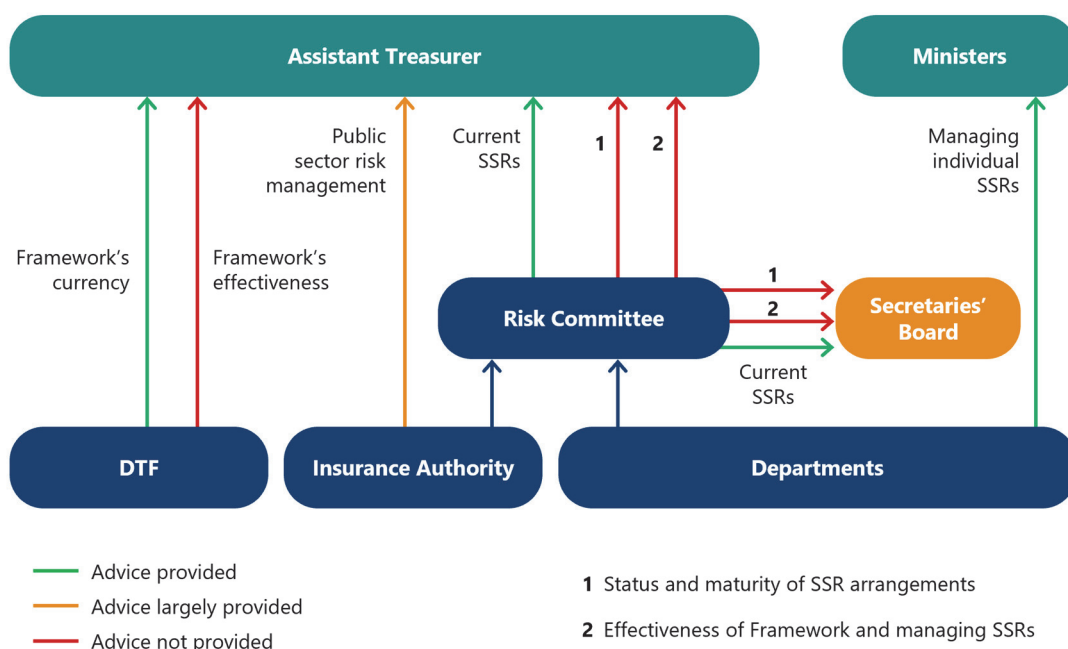 Assistant Treasurer
Ministers
Public
sector risk
management
Current
SSRs
1
2
Managing
individual
SSRs
Framework’s
currency
Framework’s
effectiveness
Risk Committee
1
2
Current
SSRs
Secretaries’
Board
DTF
Insurance Authority
Departments
Advice provided
Advice largely provided
Advice not provided
1 Status and maturity of SSR arrangements
2 Effectiveness of Framework and managing SSRs